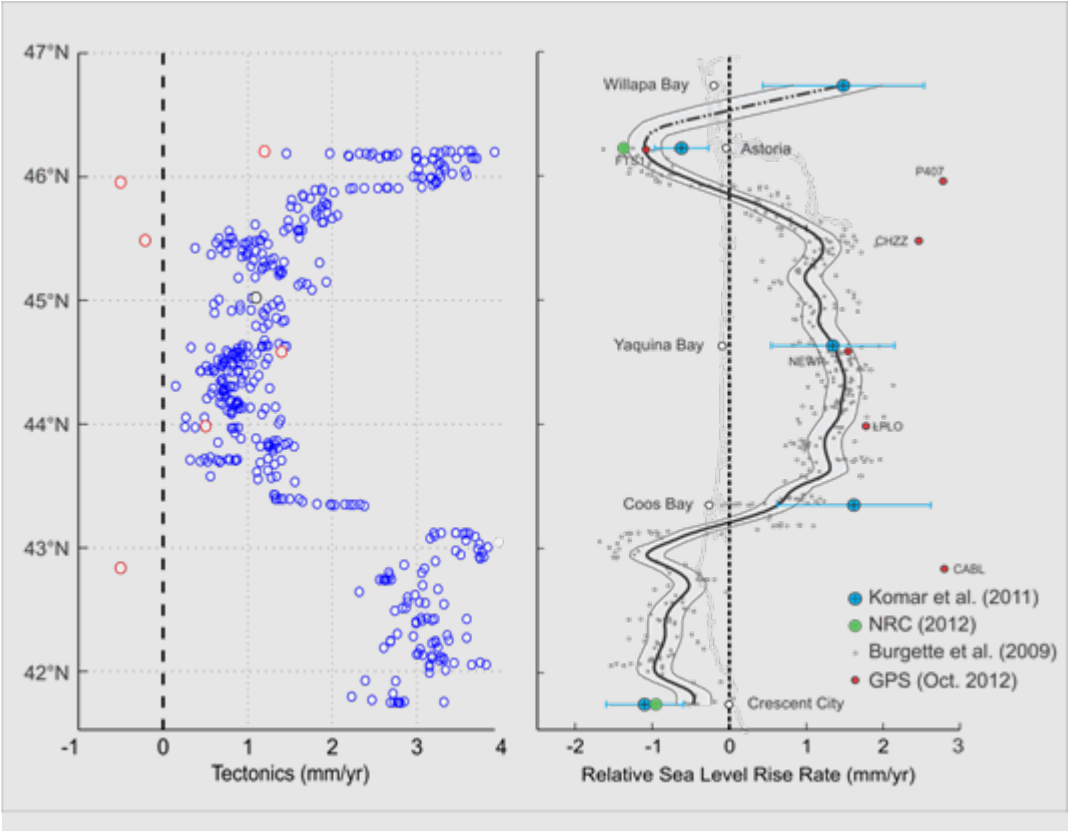 47°N
46°N
45°N
44°N
43°N
42°N
-1 0 1 2 3 4
Tectonics (mm/yr)
Willapa Bay
Astoria
FTS1
P407
CHZZ
Yaquina Bay
NEWP
LPLO
Coos Bay
CABL
Komar et al. (2011)
NRC (2012)
Burgette et al. (2009)
GPS (Oct. 2012)
Crescent City
-2 -1 0 1 2 3
Relative Sea Level Rise Rate (mm/yr)